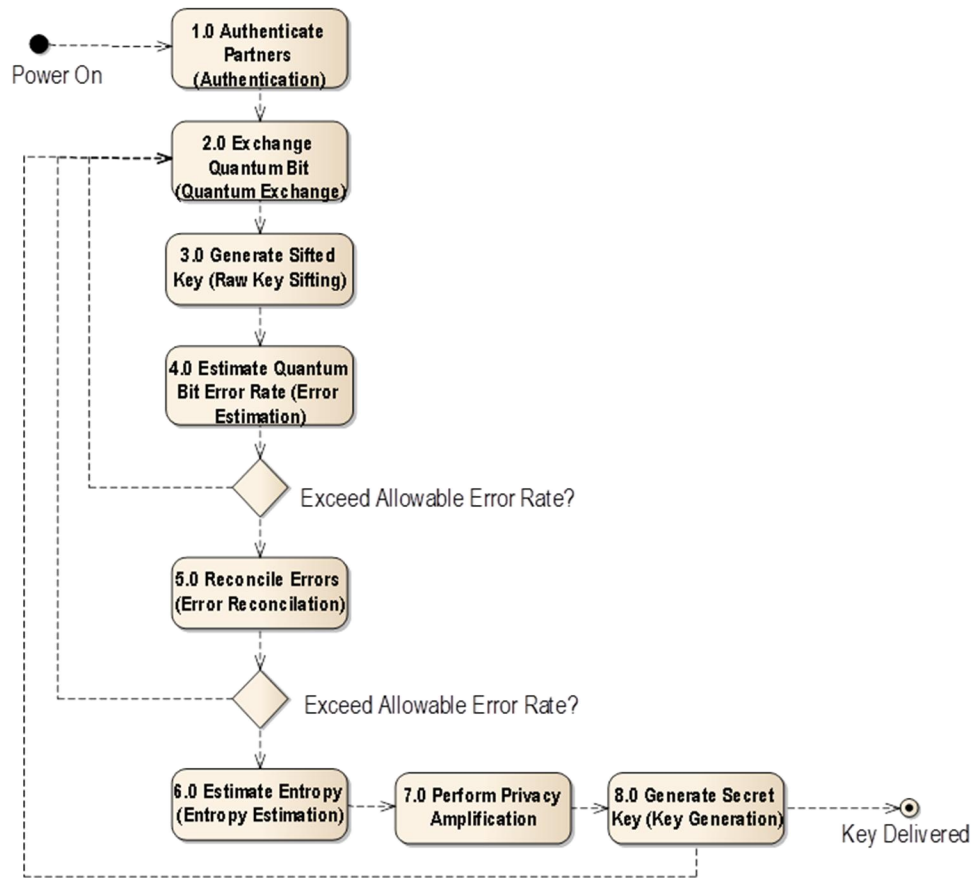 1.0 Authenticate
Partners
(Authentication)
Power On
2.0 Exchange
Quantum Bit
(Quantum Exchange)
3.0 Generate Sifted
Key (Raw Key Sifting)
4.0 Estimate Quantum
Bit Error Rate (Error
Estimation)
Exceed Allowable Error Rate?
5.0 Reconcile Errors
(Error Reconcilation)
Exceed Allowable Error Rate?
6.0 Estimate Entropy
(Entropy Estimation)
7.0 Perform Privacy
Amplification
8.0 Generate Secret
Key (Key Generation)
Key Delivered